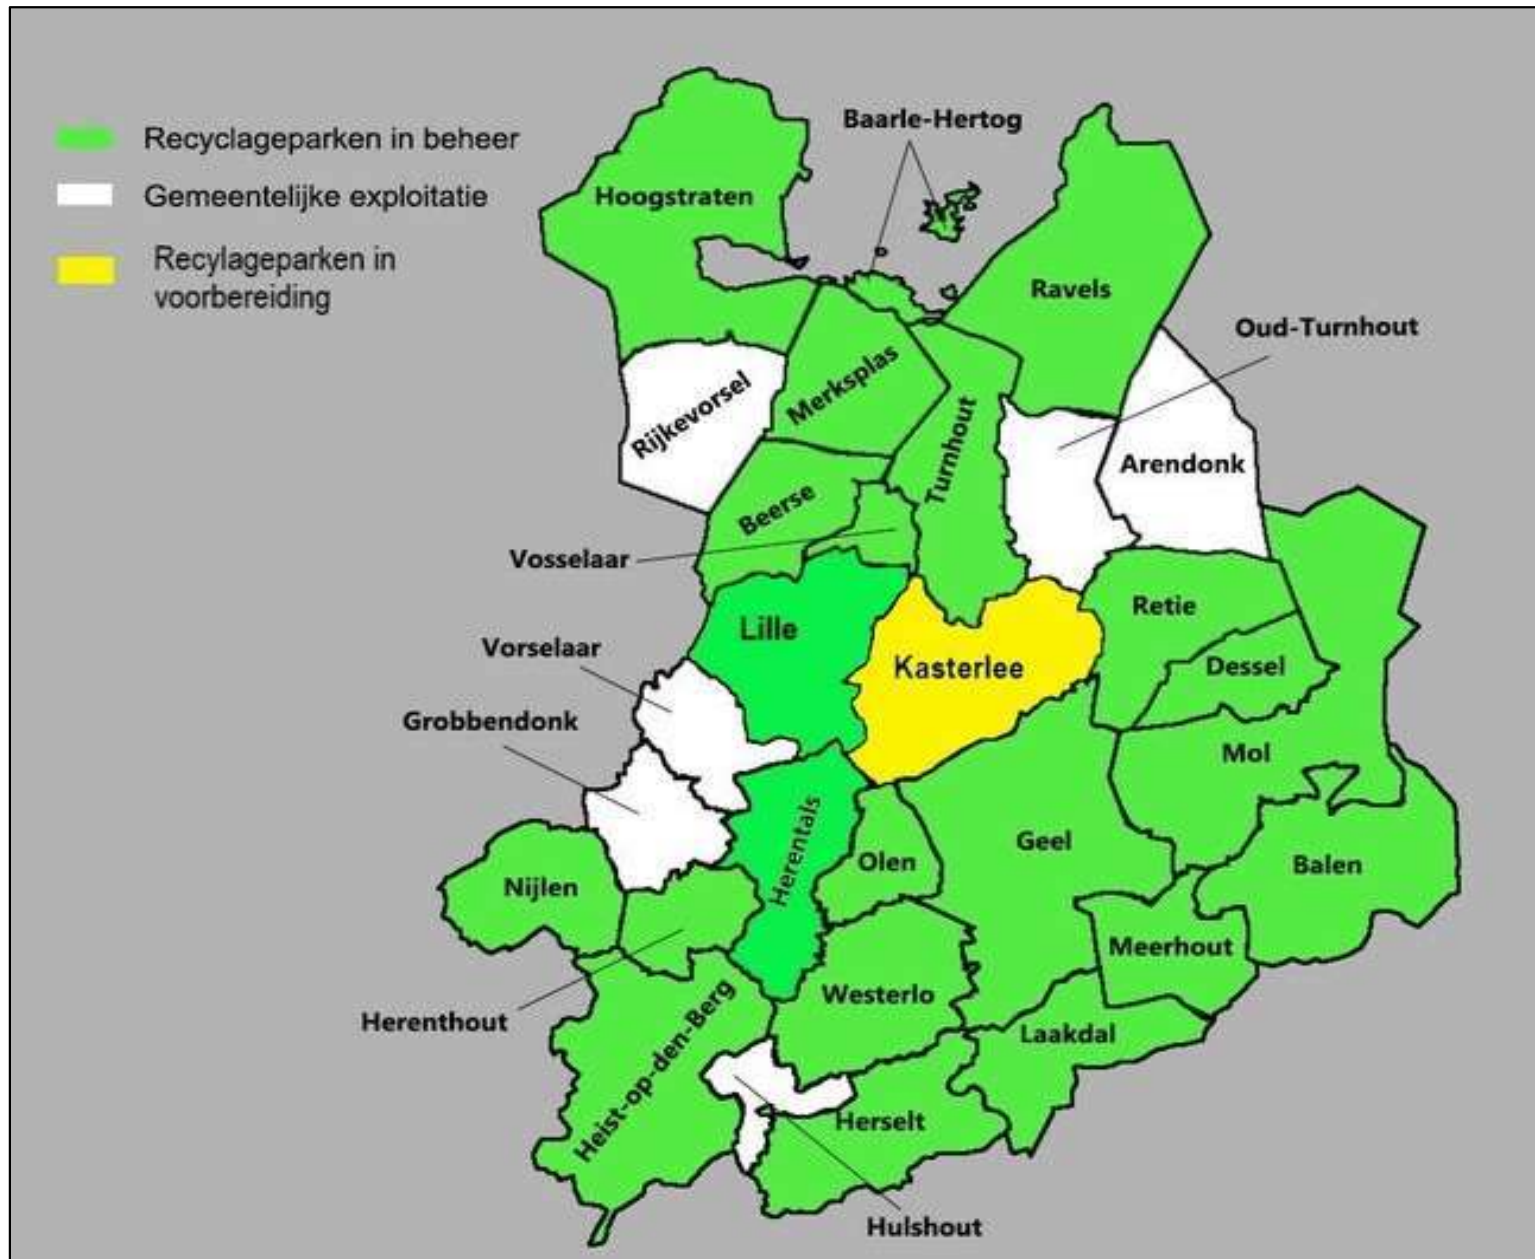 Recyclageparken in beheer
Gemeentelijke exploitatie
Recylageparken in
voorbereiding
Baarle-Hertog
Hoogstraten
Ravels
Oud-Turnhout
Merksplas
Rijkevorsel
Turnhout
Arendonk
Beerse
Vosselaar
Retie
Lille
Vorselaar
Kasterlee
Dessel
Grobbendonk
Mol
Herentals
Geel
Olen
Balen
Nijlen
Meerhout
Westerlo
Herenthout
Laakdal
Heist-op-den-Berg
Herselt
Hulshout